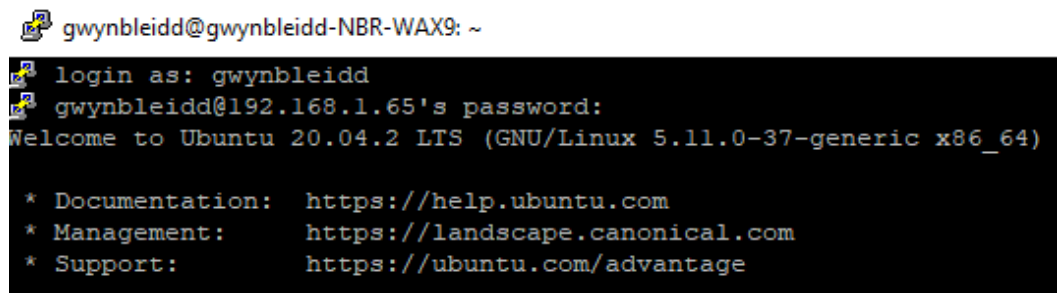 gwynbleidd@gwynbleidd-NBR-WAX9: ~
login as: gwynbleidd
gwynbleidd@192.168.1.65's password:
Welcome to Ubuntu 20.04.2 LTS (GNU/Linux 5.11.0-37-generic x86_64)
* Documentation:  https://help.ubuntu.com
* Management:     https://landscape.canonical.com
* Support:        https://ubuntu.com/advantage